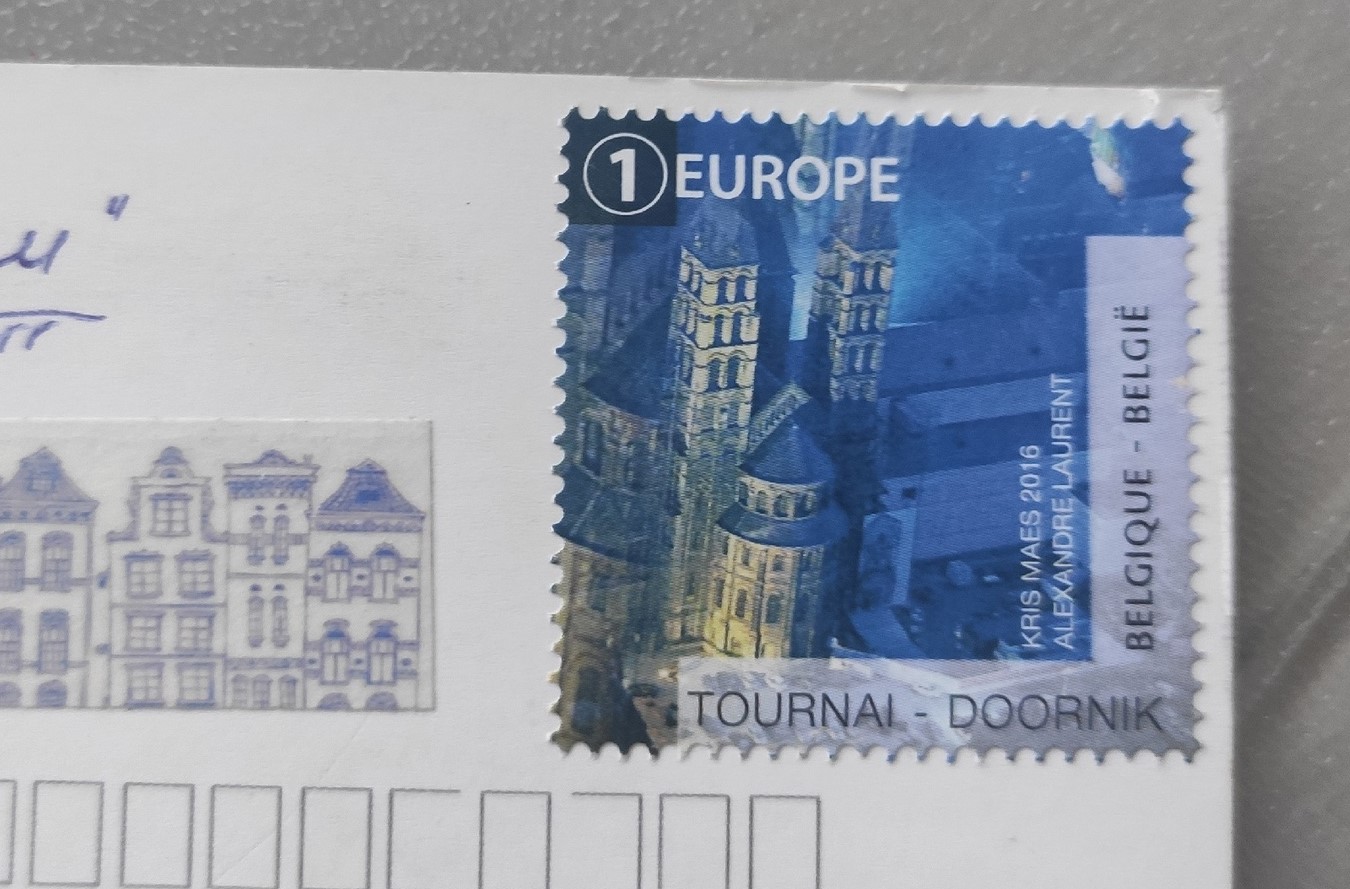 1 EUROPE
BELGIQUE - BELGIË
KRIS MAES 2016
ALEXANDRE LAURENT
TOURNAI - DOORNIK